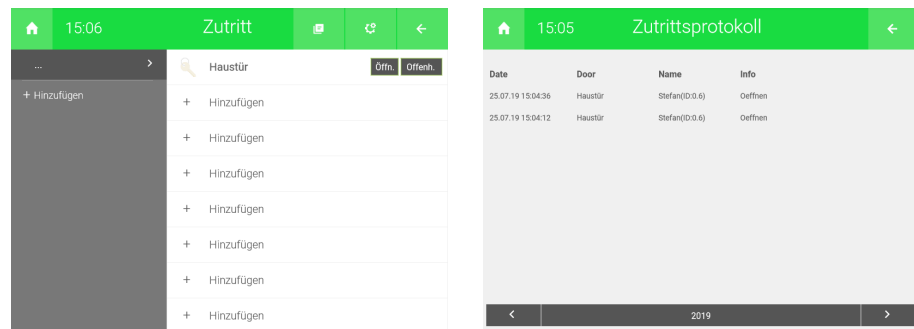 15:06 Zutritt
...
+ Hinzufügen
Haustür Öffn. Offenh.
+ Hinzufügen
+ Hinzufügen
+ Hinzufügen
+ Hinzufügen
+ Hinzufügen
+ Hinzufügen
+ Hinzufügen
15:05 Zutrittsprotokoll
Date Door Name Info
25.07.19 15:04:36 Haustür Stefan(ID:0.6) Oeffnen
25.07.19 15:04:12 Haustür Stefan(ID:0.6) Oeffnen
2019